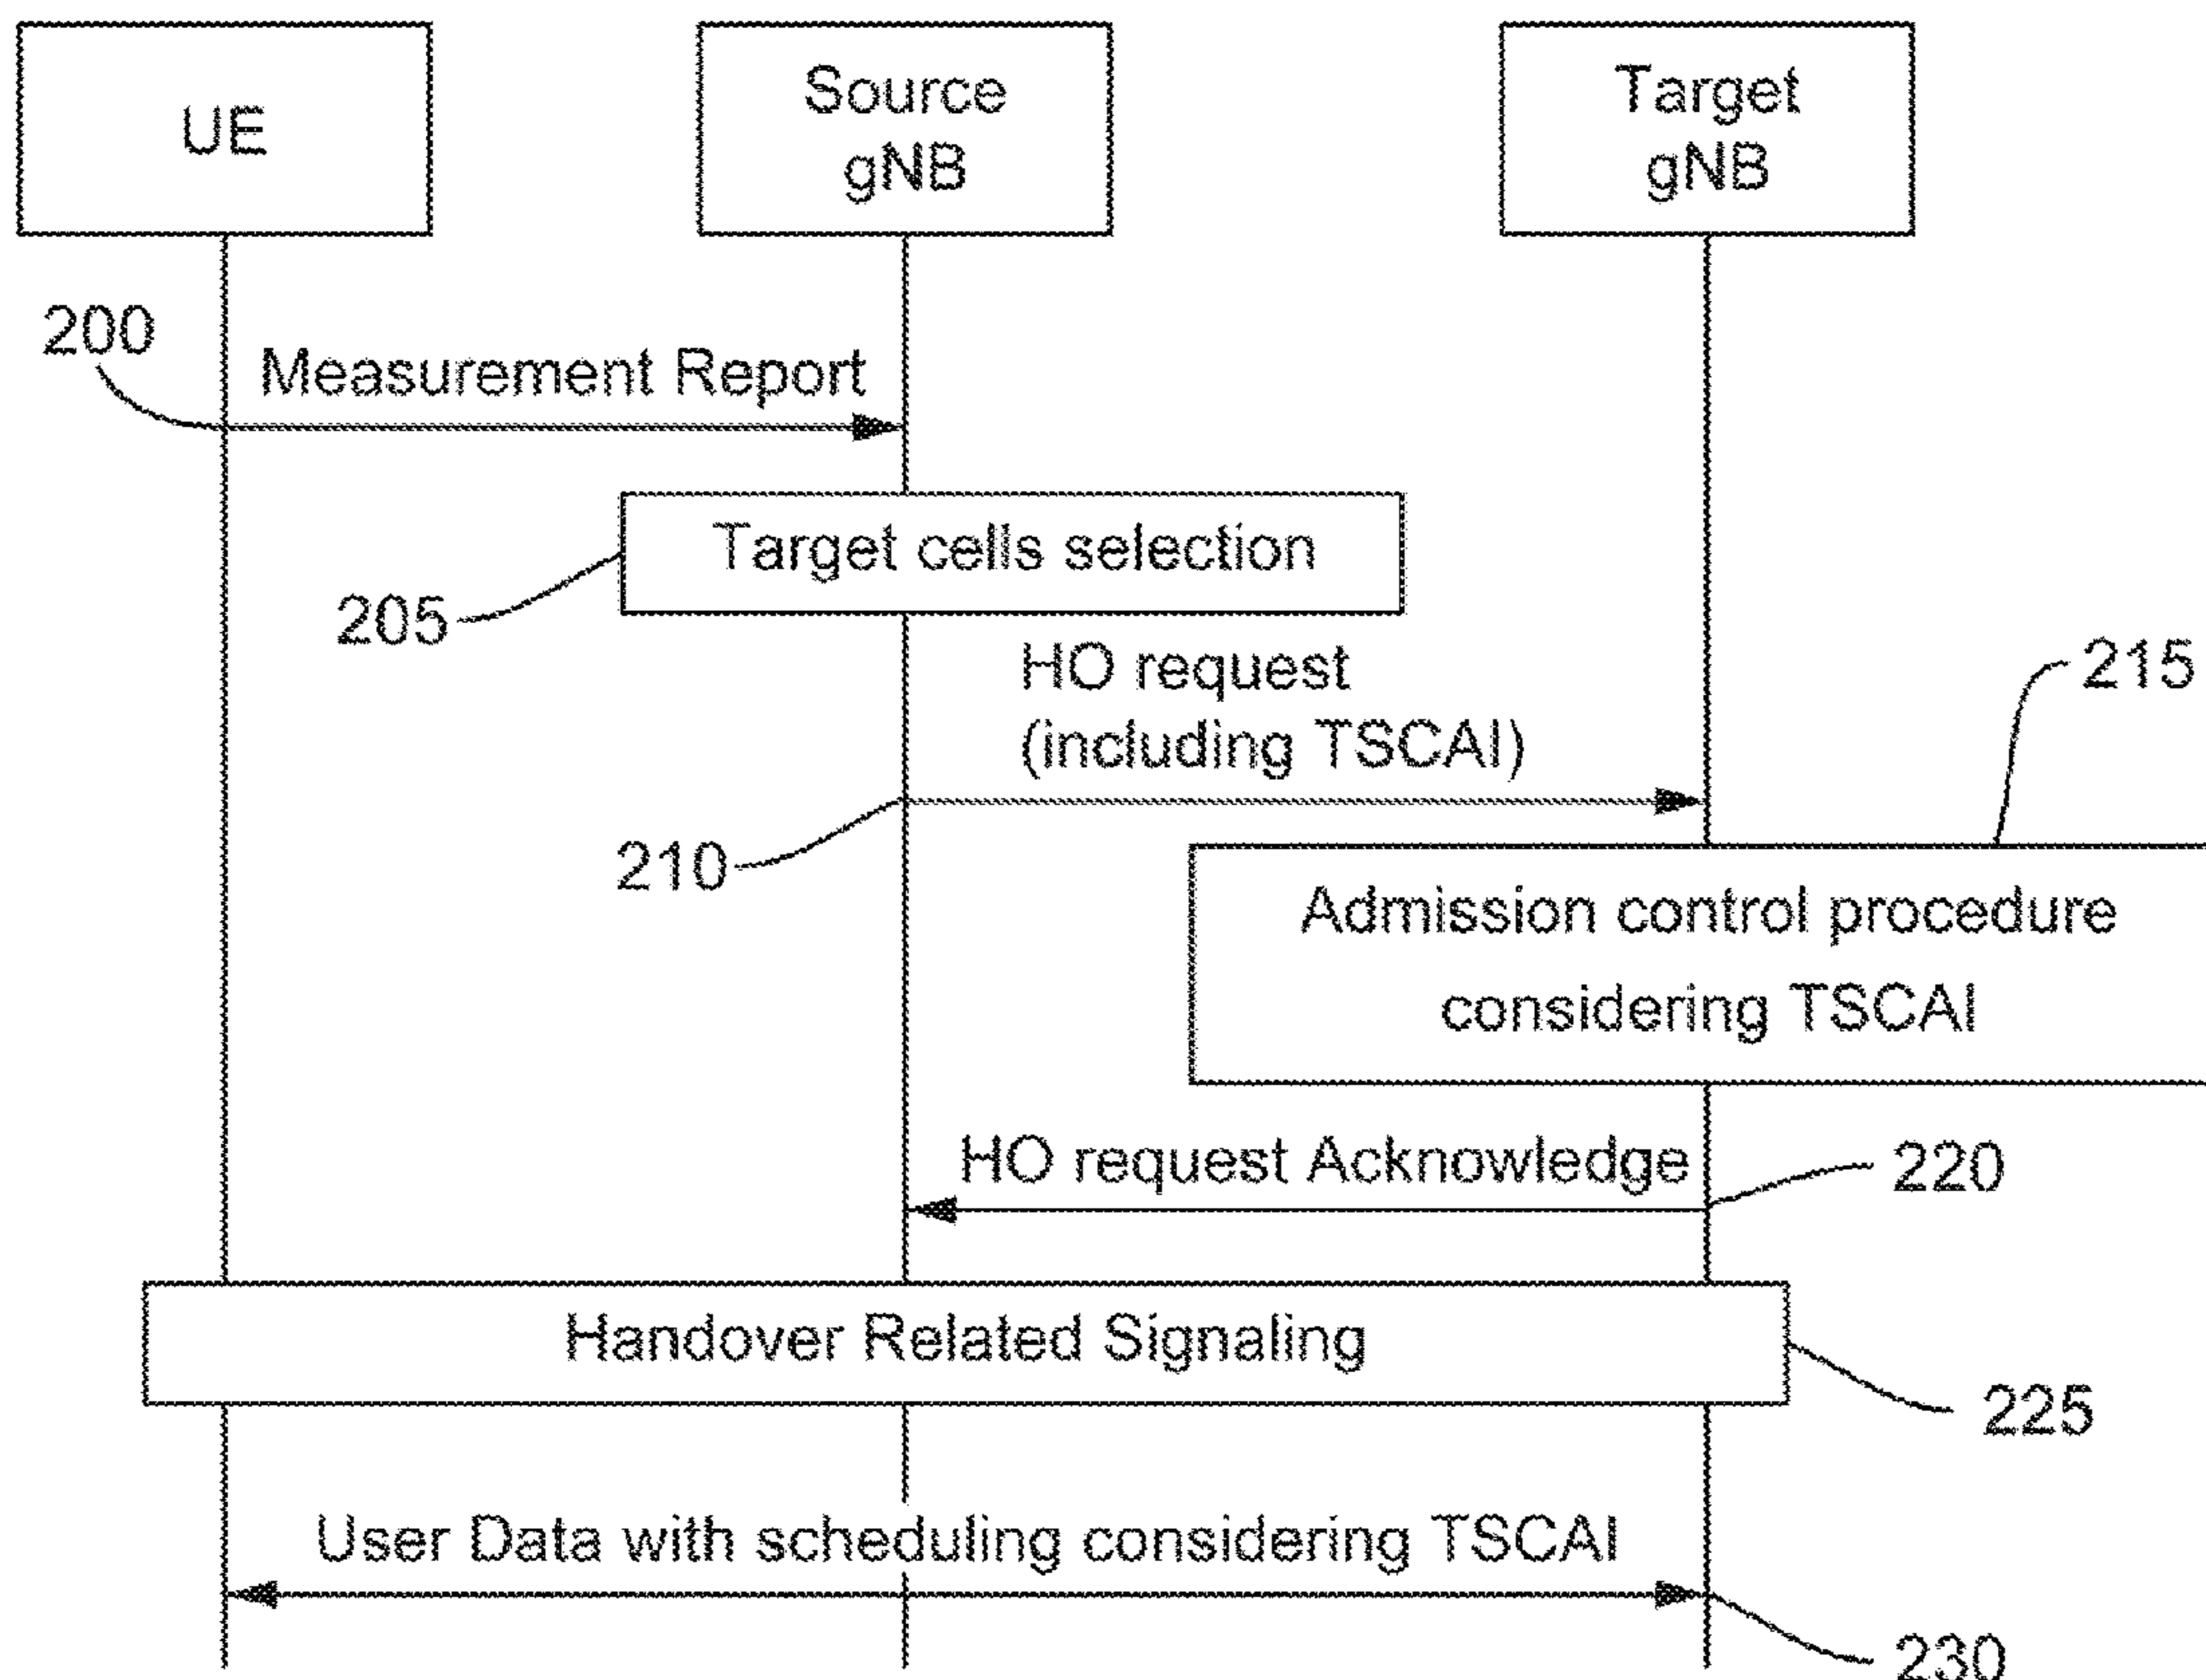 UE
Source
gNB
Target
gNB
200
Measurement Report
Target cells selection
205
HO request
(including TSCAI)
215
210
Admission control procedure
considering TSCAI
HO request Acknowledge
220
Handover Related Signaling
225
User Data with scheduling considering TSCAI
230